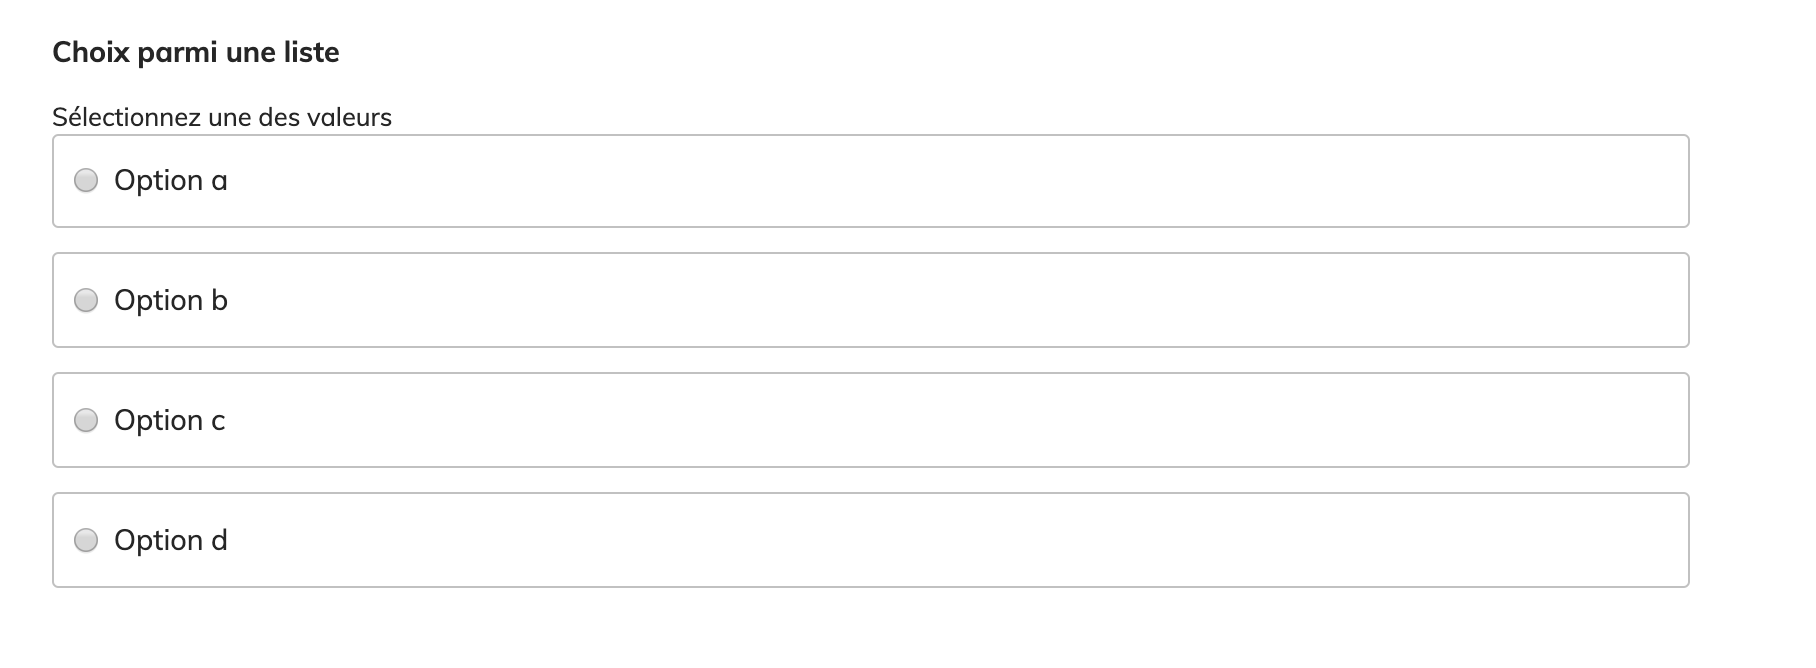 Choix parmi une liste
Sélectionnez une des valeurs
Option a
Option b
Option c
Option d